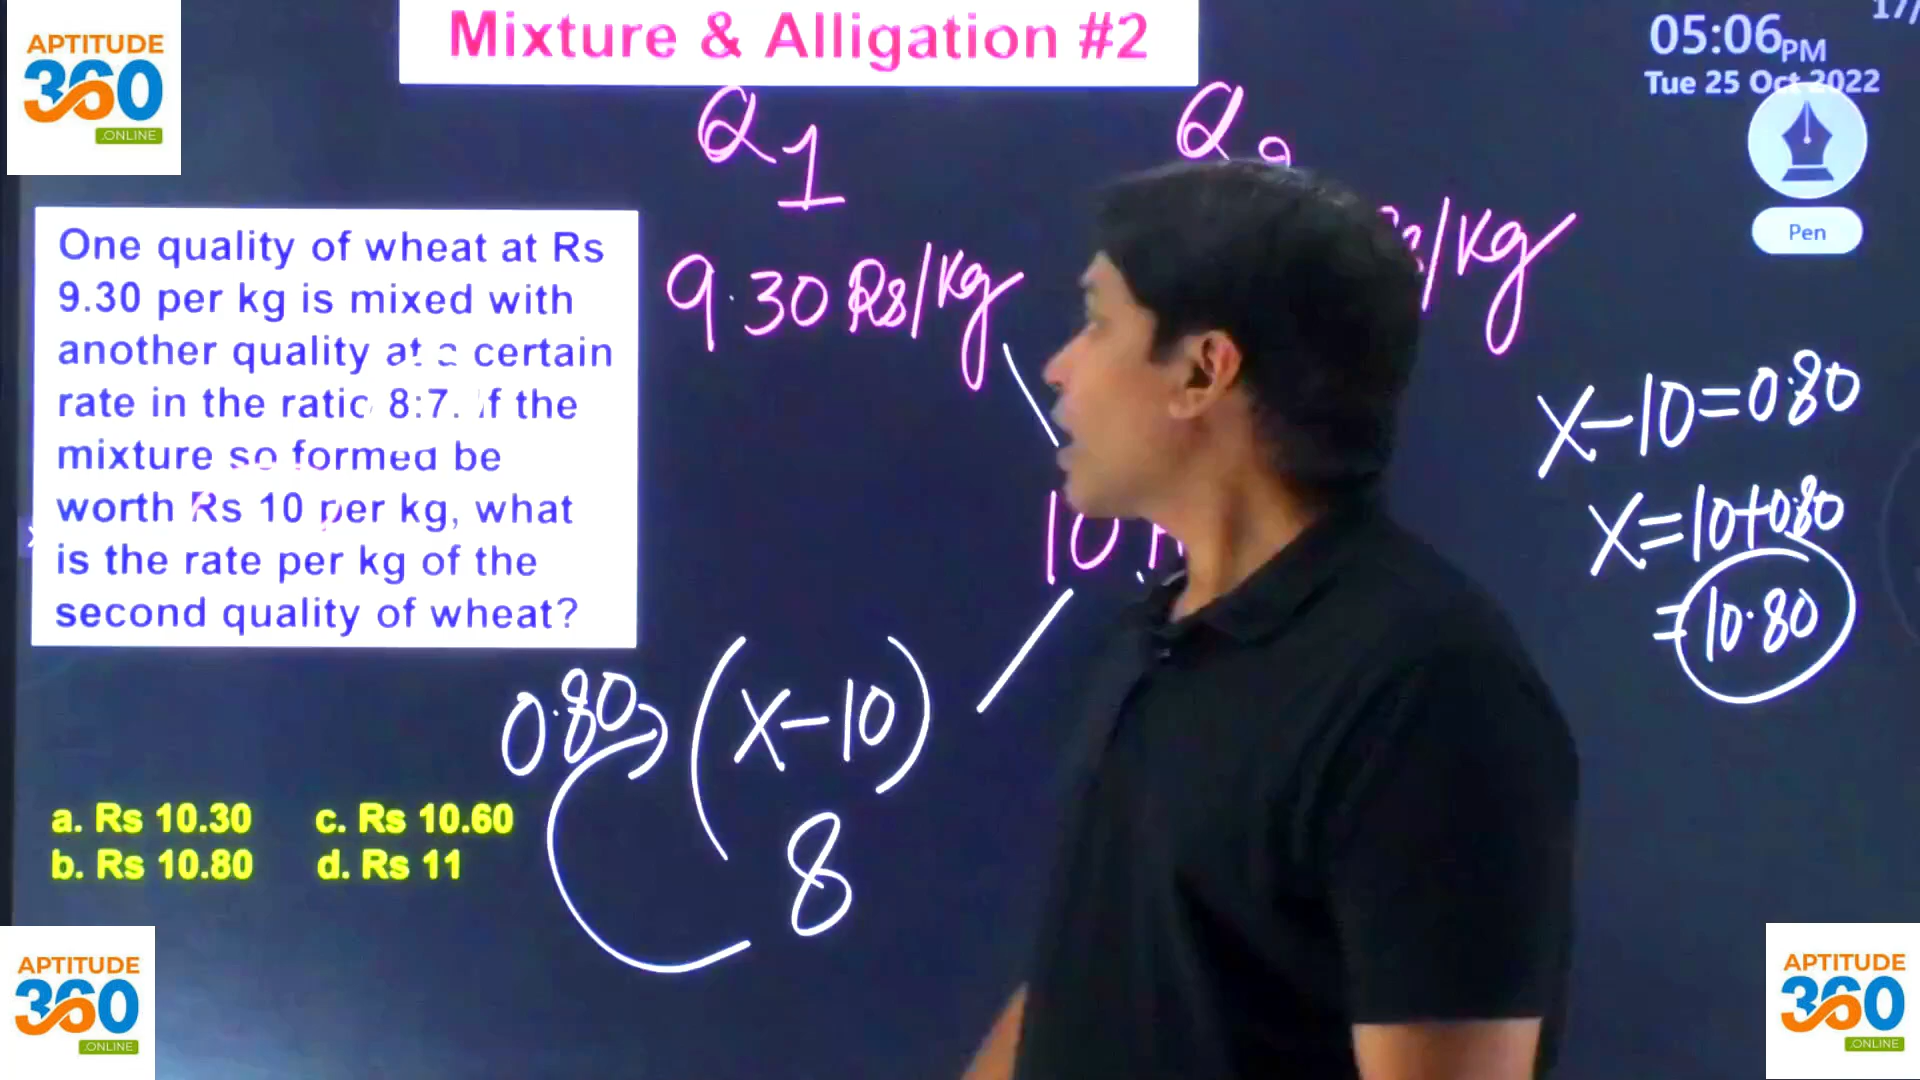 APTITUDE
360
.ONLINE
Mixture & Alligation #2
17/
05:06PM
Tue 25 Oct 2022
Pen
One quality of wheat at Rs
9.30 per kg is mixed with
another quality at a certain
rate in the ratio 8:7. If the
mixture so formed be
worth Rs 10 per kg, what
is the rate per kg of the
second quality of wheat?
a. Rs 10.30
c. Rs 10.60
b. Rs 10.80
d. Rs 11
Q1
9.30 Rs/kg
Q
/kg
10
0.80
(x-10)
8
x-10=0.80
x=10+0.80
=10.80
APTITUDE
360
.ONLINE
APTITUDE
360
.ONLINE